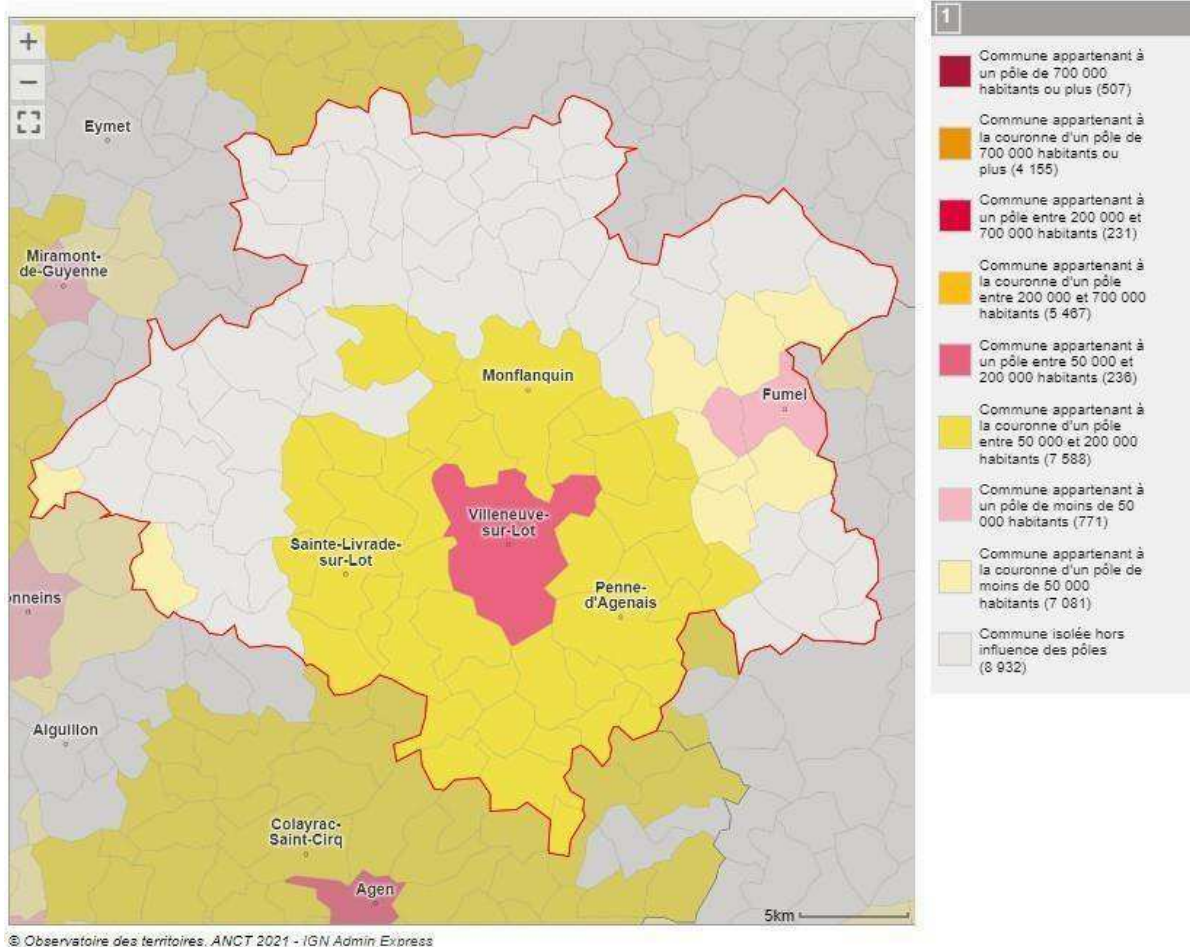 +
−
Eymet
Miramont-
de-Guyenne
Monflanquin
Fumel
Villeneuve-
sur-Lot
Sainte-Livrade-
sur-Lot
Penne-
d'Agenais
nneins
Aiguillon
Colayrac-
Saint-Cirq
Agen
5km
© Observatoire des territoires, ANCT 2021 - IGN Admin Express
1
Commune appartenant à
un pôle de 700 000
habitants ou plus (507)
Commune appartenant à
la couronne d'un pôle de
700 000 habitants ou
plus (4 155)
Commune appartenant à
un pôle entre 200 000 et
700 000 habitants (231)
Commune appartenant à
la couronne d'un pôle
entre 200 000 et 700 000
habitants (5 467)
Commune appartenant à
un pôle entre 50 000 et
200 000 habitants (236)
Commune appartenant à
la couronne d'un pôle
entre 50 000 et 200 000
habitants (7 588)
Commune appartenant à
un pôle de moins de 50
000 habitants (771)
Commune appartenant à
la couronne d'un pôle de
moins de 50 000
habitants (7 081)
Commune isolée hors
influence des pôles
(8 932)